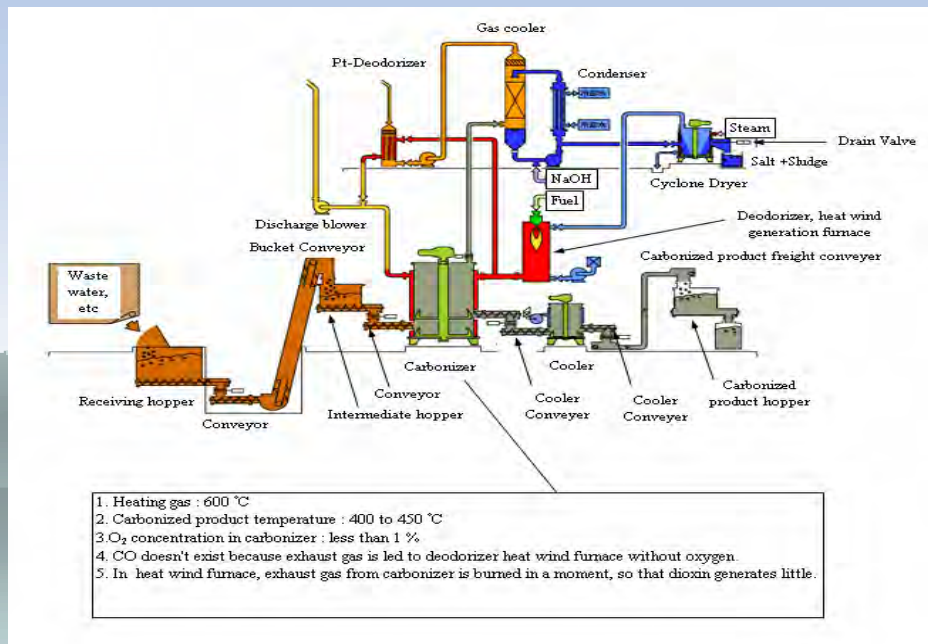 Gas cooler
Pt-Deodorizer
Condenser
Steam
Drain Valve
NaOH
Salt +Sludge
Cyclone Dryer
Fuel
Discharge blower
Deodorizer, heat wind
generation furnace
Bucket Conveyor
Carbonized product freight conveyer
Waste
water,
etc
Carbonizer
Cooler
Receiving hopper
Conveyor
Intermediate hopper
Conveyor
Cooler
Conveyer
Cooler
Conveyer
Carbonized
product hopper
1. Heating gas : 600 ℃
2. Carbonized product temperature : 400 to 450 ℃
3.O₂ concentration in carbonizer : less than 1 %
4. CO doesn't exist because exhaust gas is led to deodorizer heat wind furnace without oxygen.
5. In heat wind furnace, exhaust gas from carbonizer is burned in a moment, so that dioxin generates little.